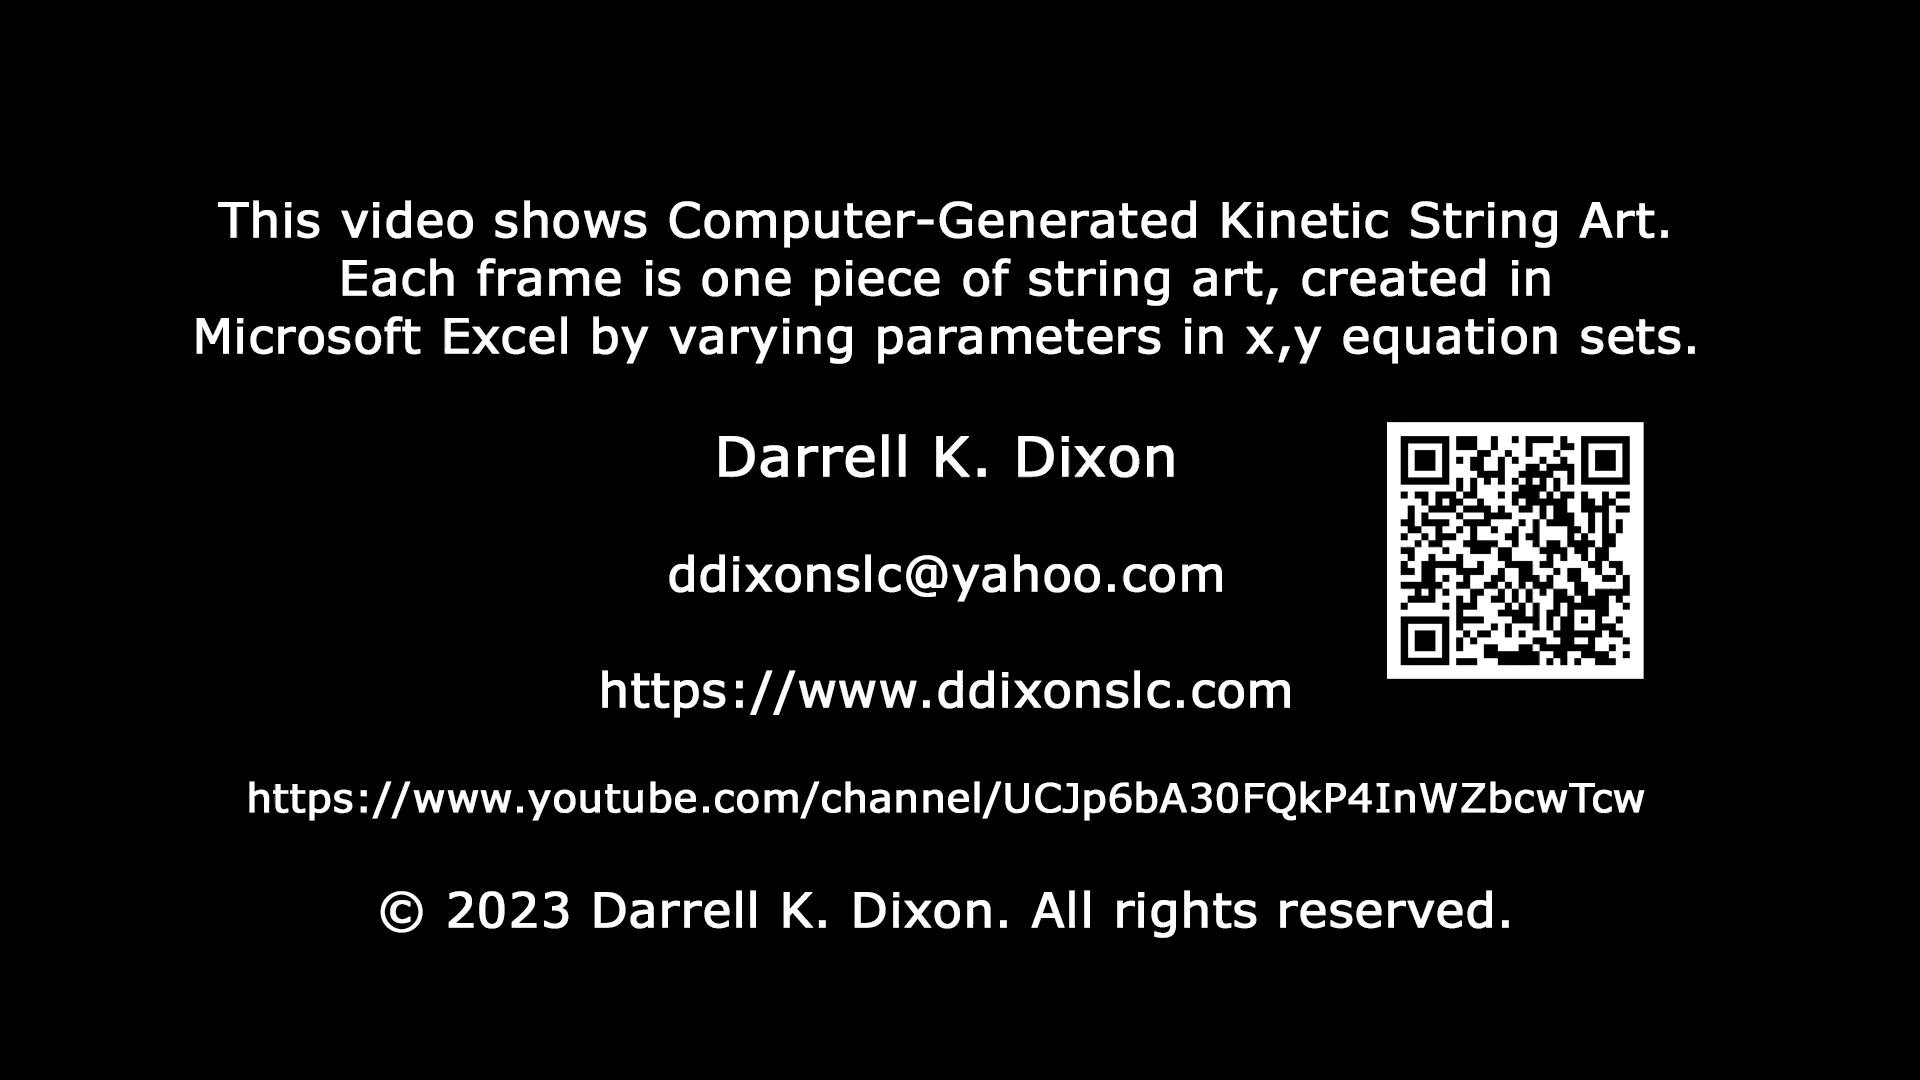 This video shows Computer-Generated Kinetic String Art.
Each frame is one piece of string art, created in
Microsoft Excel by varying parameters in x,y equation sets.
Darrell K. Dixon
ddixonslc@yahoo.com
https://www.ddixonslc.com
https://www.youtube.com/channel/UCJp6bA30FQkP4InWZbcwTcw
© 2023 Darrell K. Dixon. All rights reserved.